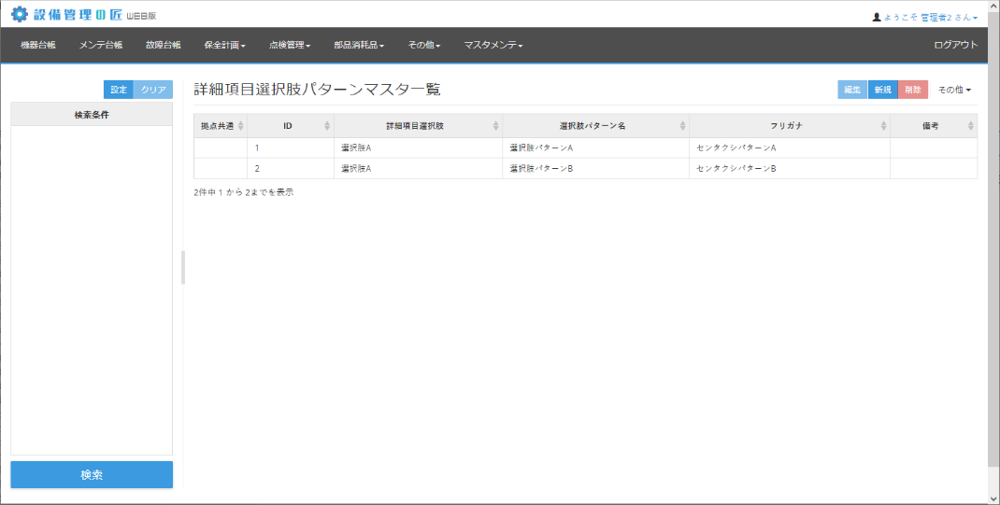 設備管理の匠 WEB版
ようこそ 管理者2 さん
機器台帳 メンテ台帳 故障台帳 保全計画 点検管理 部品消耗品 その他 マスタメンテ ログアウト
設定 クリア
検索条件
検索
詳細項目選択肢パターンマスター覧
編集 新規 削除 その他
拠点共通 ID 詳細項目選択肢 選択肢パターン名 フリガナ 備考
1 選択肢A 選択肢パターンA センタクシパターンA
2 選択肢A 選択肢パターンB センタクシパターンB
2件中 1 から 2までを表示